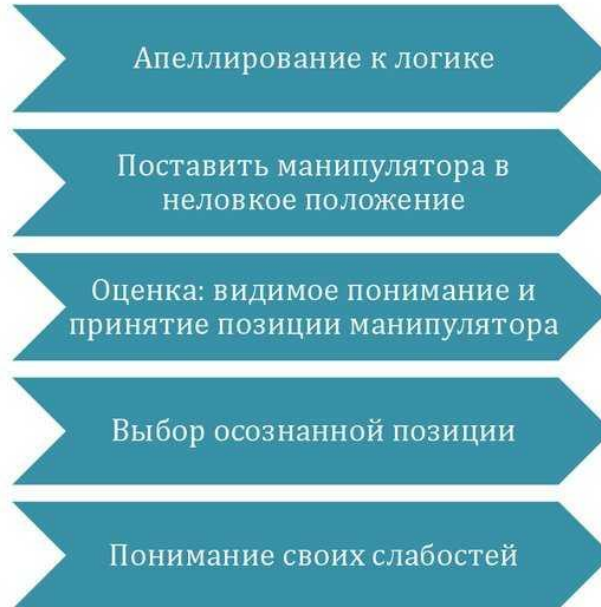 Апеллирование к логике
Поставить манипулятора в
неловкое положение
Оценка: видимое понимание и
принятие позиции манипулятора
Выбор осознанной позиции
Понимание своих слабостей